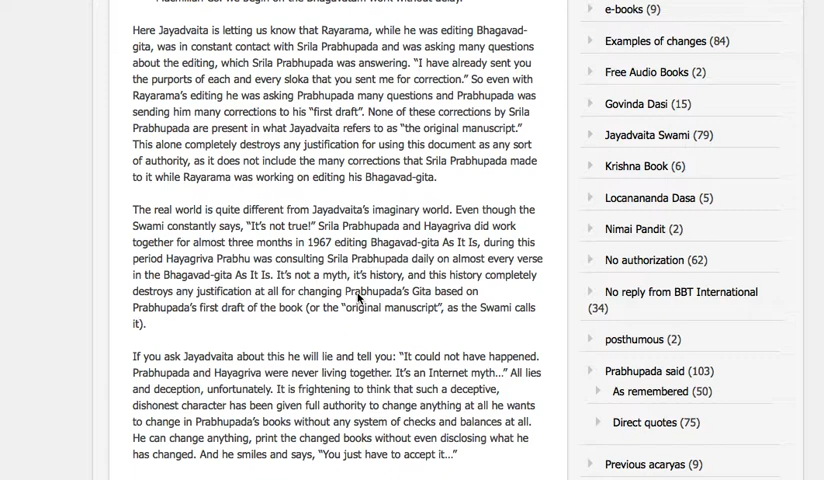 Here Jayadvaita is letting us know that Rayarama, while he was editing Bhagavad-
gita, was in constant contact with Srila Prabhupada and was asking many questions
about the editing, which Srila Prabhupada was answering. “I have already sent you
the purports of each and every sloka that you sent me for correction.” So even with
Rayarama’s editing he was asking Prabhupada many questions and Prabhupada was
sending him many corrections to his “first draft”. None of these corrections by Srila
Prabhupada are present in what Jayadvaita refers to as “the original manuscript.”
This alone completely destroys any justification for using this document as any sort
of authority, as it does not include the many corrections that Srila Prabhupada made
to it while Rayarama was working on editing his Bhagavad-gita.
The real world is quite different from Jayadvaita’s imaginary world. Even though the
Swami constantly says, “It’s not true!” Srila Prabhupada and Hayagriva did work
together for almost three months in 1967 editing Bhagavad-gita As It Is, during this
period Hayagriva Prabhu was consulting Srila Prabhupada daily on almost every verse
in the Bhagavad-gita As It Is. It’s not a myth, it’s history, and this history completely
destroys any justification at all for changing Prabhupada’s Gita based on
Prabhupada’s first draft of the book (or the “original manuscript”, as the Swami calls
it).
If you ask Jayadvaita about this he will lie and tell you: “It could not have happened.
Prabhupada and Hayagriva were never living together. It’s an Internet myth…” All lies
and deception, unfortunately. It is frightening to think that such a deceptive,
dishonest character has been given full authority to change anything at all he wants
to change in Prabhupada’s books without any system of checks and balances at all.
He can change anything, print the changed books without even disclosing what he
has changed. And he smiles and says, “You just have to accept it…”
e-books (9)
Examples of changes (84)
Free Audio Books (2)
Govinda Dasi (15)
Jayadvaita Swami (79)
Krishna Book (6)
Locanananda Dasa (5)
Nimai Pandit (2)
No authorization (62)
No reply from BBT International
(34)
posthumous (2)
Prabhupada said (103)
As remembered (50)
Direct quotes (75)
Previous acaryas (9)